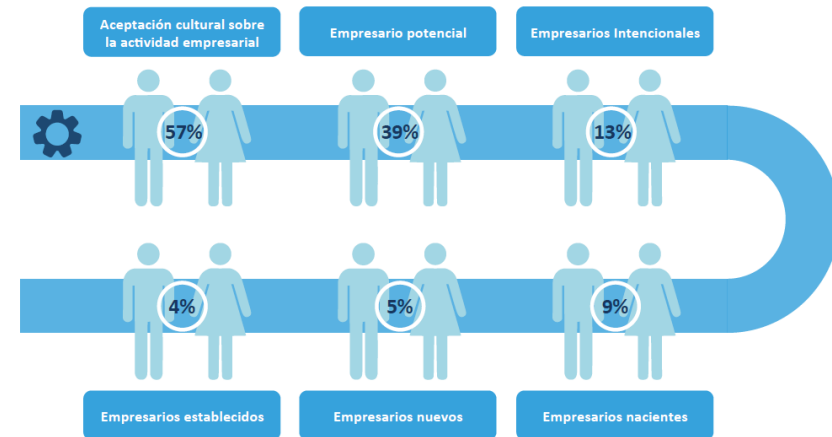 Aceptación cultural sobre
la actividad empresarial
Empresario potencial
Empresarios Intencionales
57%
39%
13%
4%
5%
9%
Empresarios establecidos
Empresarios nuevos
Empresarios nacientes